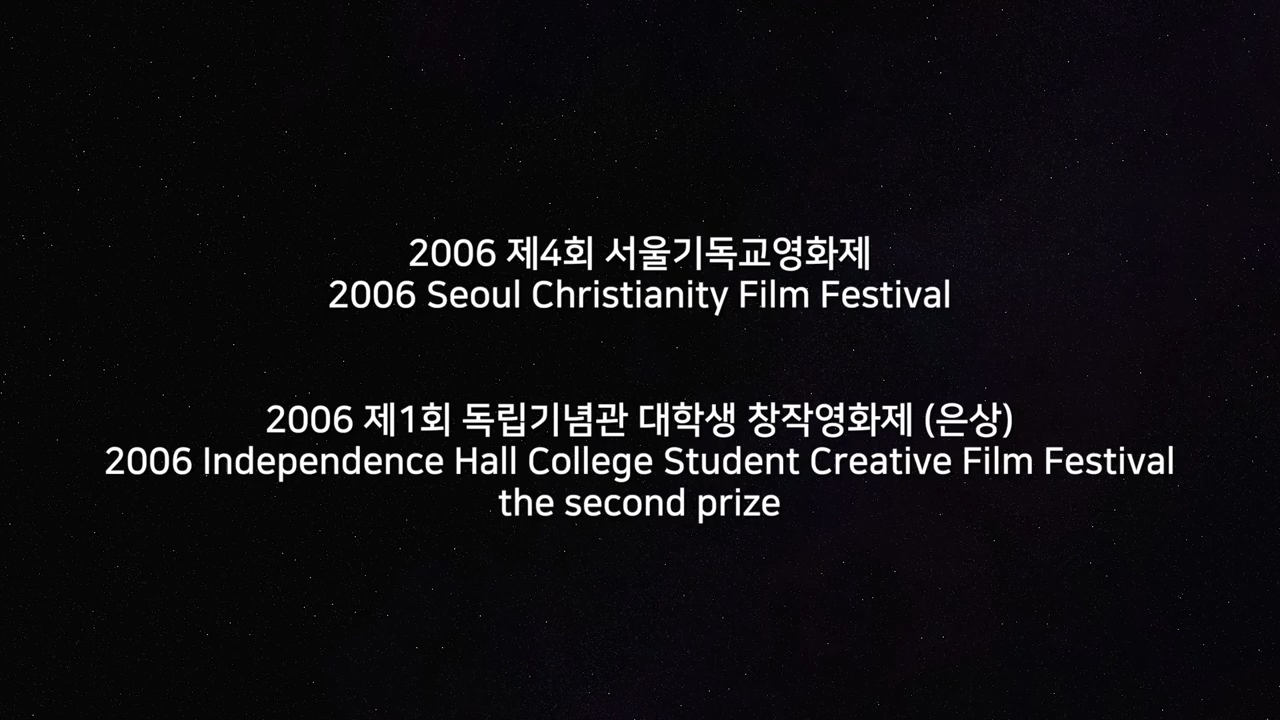 2006 제4회 서울기독교영화제
2006 Seoul Christianity Film Festival
2006 제1회 독립기념관 대학생 창작영화제 (은상)
2006 Independence Hall College Student Creative Film Festival
the second prize